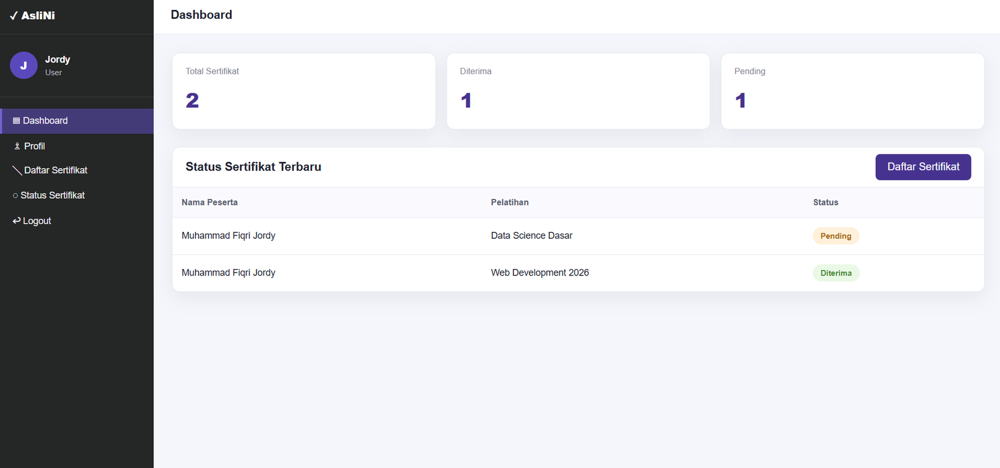 ✓ AsliNi
Dashboard
J
Jordy
User
Dashboard
Profil
Daftar Sertifikat
Status Sertifikat
Logout
Total Sertifikat
2
Diterima
1
Pending
1
Status Sertifikat Terbaru
Daftar Sertifikat
Nama Peserta Pelatihan Status
Muhammad Fiqri Jordy Data Science Dasar Pending
Muhammad Fiqri Jordy Web Development 2026 Diterima